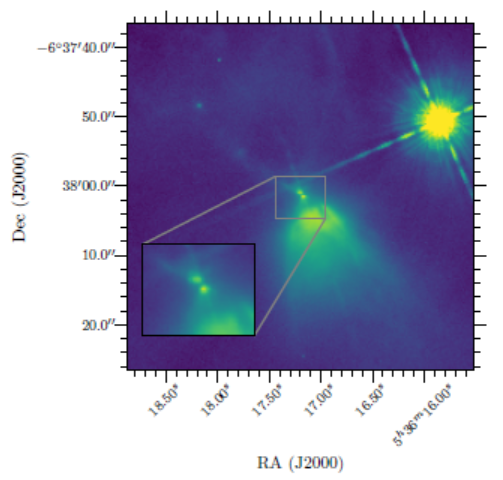 −6°37′40.0″
50.0″
38′00.0″
10.0″
20.0″
Dec (J2000)
18.50ˢ
18.00ˢ
17.50ˢ
17.00ˢ
16.50ˢ
5ʰ36ᵐ16.00ˢ
RA (J2000)